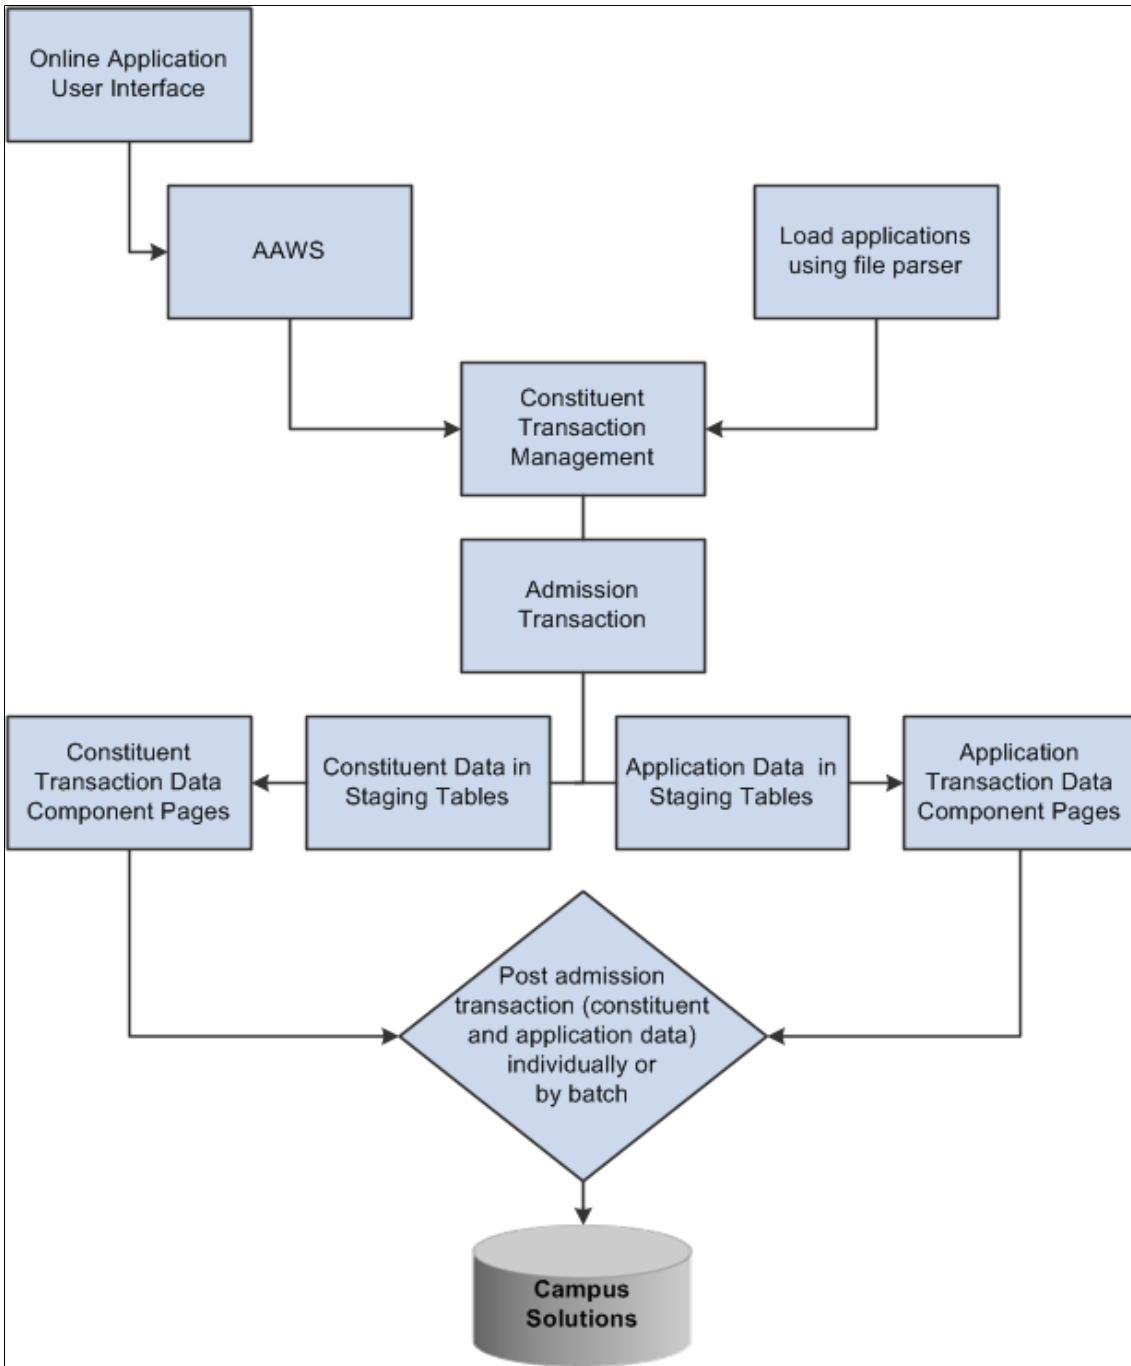 Online Application
User Interface
AAWS
Load applications
using file parser
Constituent
Transaction
Management
Admission
Transaction
Constituent
Transaction Data
Component Pages
Constituent Data in
Staging Tables
Application Data in
Staging Tables
Application
Transaction Data
Component Pages
Post admission
transaction (constituent
and application data)
individually or
by batch
Campus
Solutions